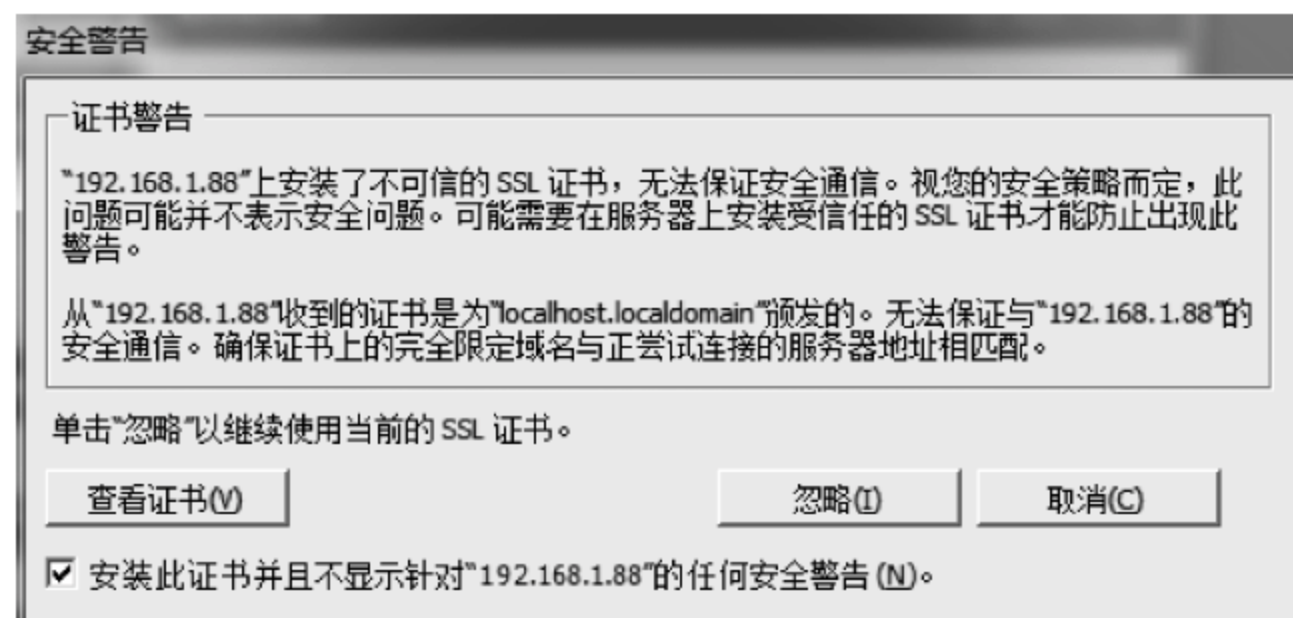 安全警告
证书警告
“192.168.1.88”上安装了不可信的 SSL 证书，无法保证安全通信。视您的安全策略而定，此
问题可能并不表示安全问题。可能需要在服务器上安装受信任的 SSL 证书才能防止出现此
警告。
从“192.168.1.88”收到的证书是为“localhost.localdomain”颁发的。无法保证与“192.168.1.88”的
安全通信。确保证书上的完全限定域名与正尝试连接的服务器地址相匹配。
单击“忽略”以继续使用当前的 SSL 证书。
查看证书(V)
忽略(I)
取消(C)
安装此证书并且不显示针对“192.168.1.88”的任何安全警告(N)。